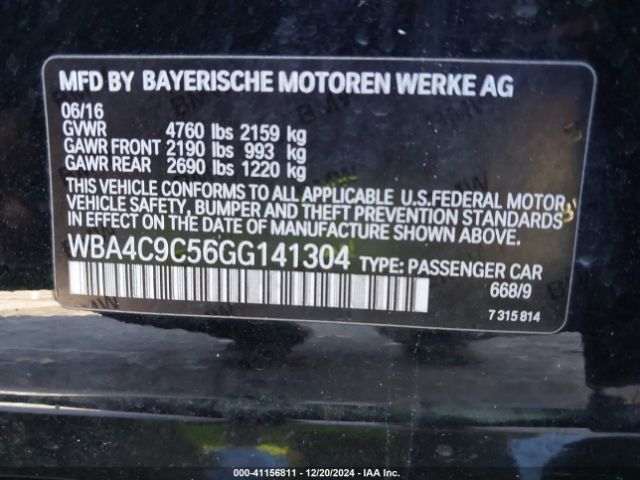 MFD BY BAYERISCHE MOTOREN WERKE AG
06/16
GVWR 4760 lbs 2159 kg
GAWR FRONT 2190 lbs 993 kg
GAWR REAR 2690 lbs 1220 kg
THIS VEHICLE CONFORMS TO ALL APPLICABLE U.S.FEDERAL MOTOR
VEHICLE SAFETY, BUMPER AND THEFT PREVENTION STANDARDS
IN EFFECT ON THE DATE OF MANUFACTURE SHOWN ABOVE.
WBA4C9C56GG141304 TYPE: PASSENGER CAR
668/9
7 315 814
000-41156811 - 12/20/2024 - IAA Inc.